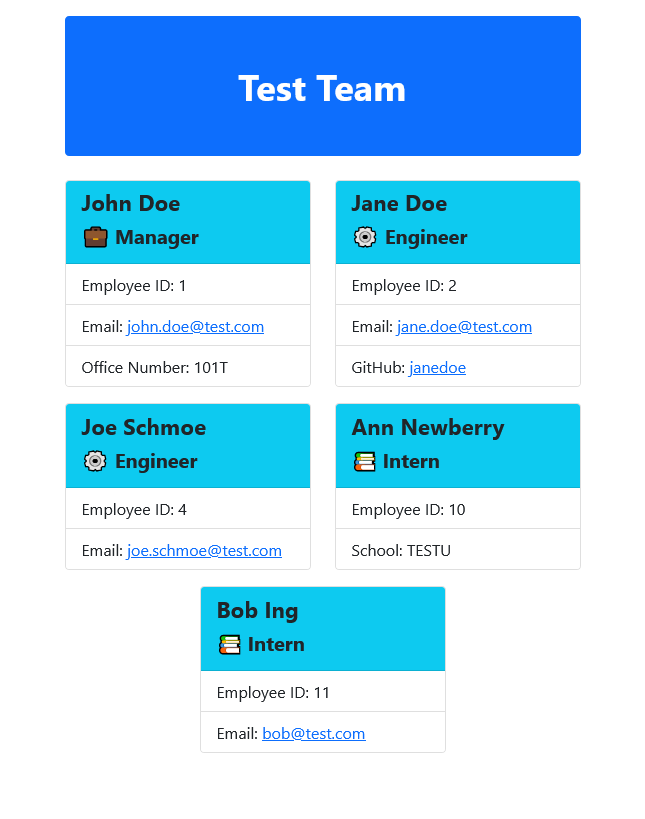 Test Team
John Doe
Manager
Employee ID: 1
Email: john.doe@test.com
Office Number: 101T
Jane Doe
Engineer
Employee ID: 2
Email: jane.doe@test.com
GitHub: janedoe
Joe Schmoe
Engineer
Employee ID: 4
Email: joe.schmoe@test.com
Ann Newberry
Intern
Employee ID: 10
School: TESTU
Bob Ing
Intern
Employee ID: 11
Email: bob@test.com